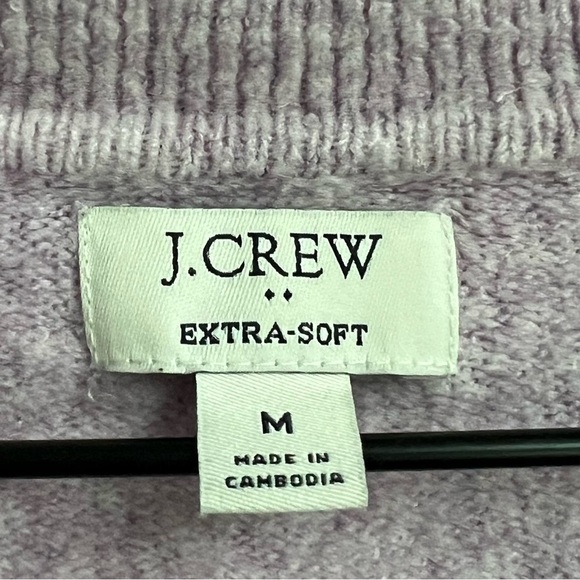 J.CREW
EXTRA-SOFT
M
MADE IN
CAMBODIA